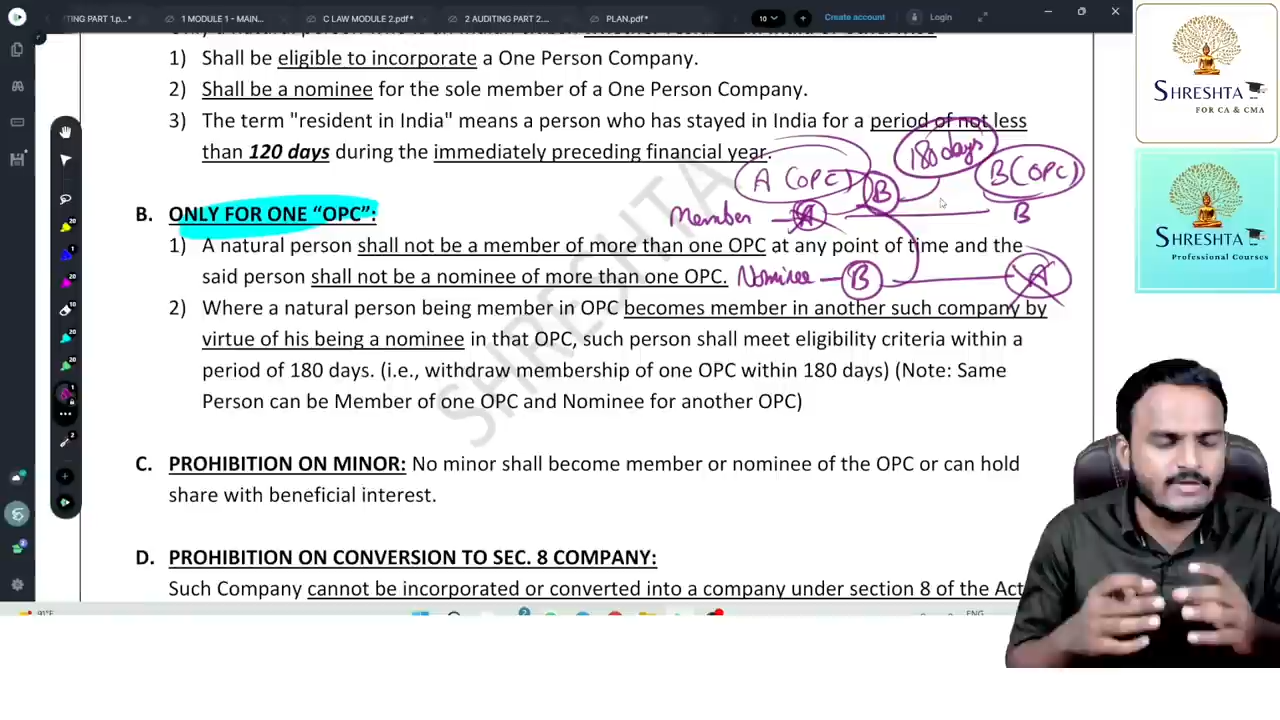 TING PART 1.p...*
1 MODULE 1 - MAIN...
C LAW MODULE 2.pdf*
2 AUDITING PART 2....
PLAN.pdf*
10
Create account
Login
1) Shall be eligible to incorporate a One Person Company.
2) Shall be a nominee for the sole member of a One Person Company.
3) The term "resident in India" means a person who has stayed in India for a period of not less
than 120 days during the immediately preceding financial year.
180 days
A (OPC)
B
B (OPC)
Member - A
B
Nominee - B
A
B. ONLY FOR ONE “OPC”:
1) A natural person shall not be a member of more than one OPC at any point of time and the
said person shall not be a nominee of more than one OPC.
2) Where a natural person being member in OPC becomes member in another such company by
virtue of his being a nominee in that OPC, such person shall meet eligibility criteria within a
period of 180 days. (i.e., withdraw membership of one OPC within 180 days) (Note: Same
Person can be Member of one OPC and Nominee for another OPC)
C. PROHIBITION ON MINOR: No minor shall become member or nominee of the OPC or can hold
share with beneficial interest.
D. PROHIBITION ON CONVERSION TO SEC. 8 COMPANY:
Such Company cannot be incorporated or converted into a company under section 8 of the Act
SHRESHTA
SHRESHTA
FOR CA & CMA
SHRESHTA
Professional Courses
91°F
ENG